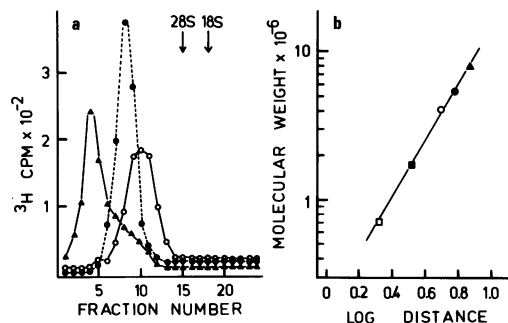 a
28S 18S
3H CPM x 10-2
3
2
1
5 10 15 20
FRACTION NUMBER
b
MOLECULAR WEIGHT x 10-6
10
1
0 0.2 0.4 0.6 0.8 1.0
LOG DISTANCE